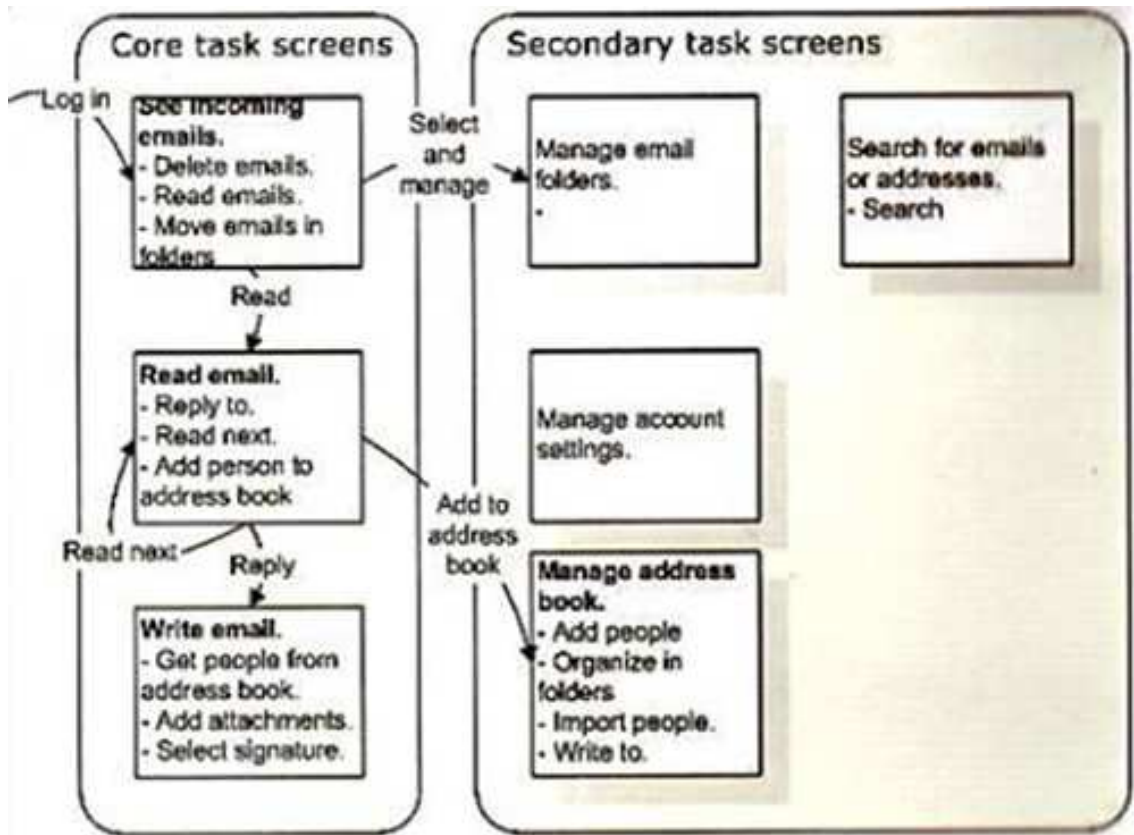 Core task screens
Secondary task screens
Log in
See incoming
emails.
- Delete emails.
- Read emails.
- Move emails in
folders
Select
and
manage
Manage email
folders.
-
Search for emails
or addresses.
- Search
Read
Read email.
- Reply to.
- Read next.
- Add person to
address book
Manage account
settings.
Read next
Reply
Add to
address
book
Write email.
- Get people from
address book.
- Add attachments.
- Select signature.
Manage address
book.
- Add people
- Organize in
folders
- Import people.
- Write to.